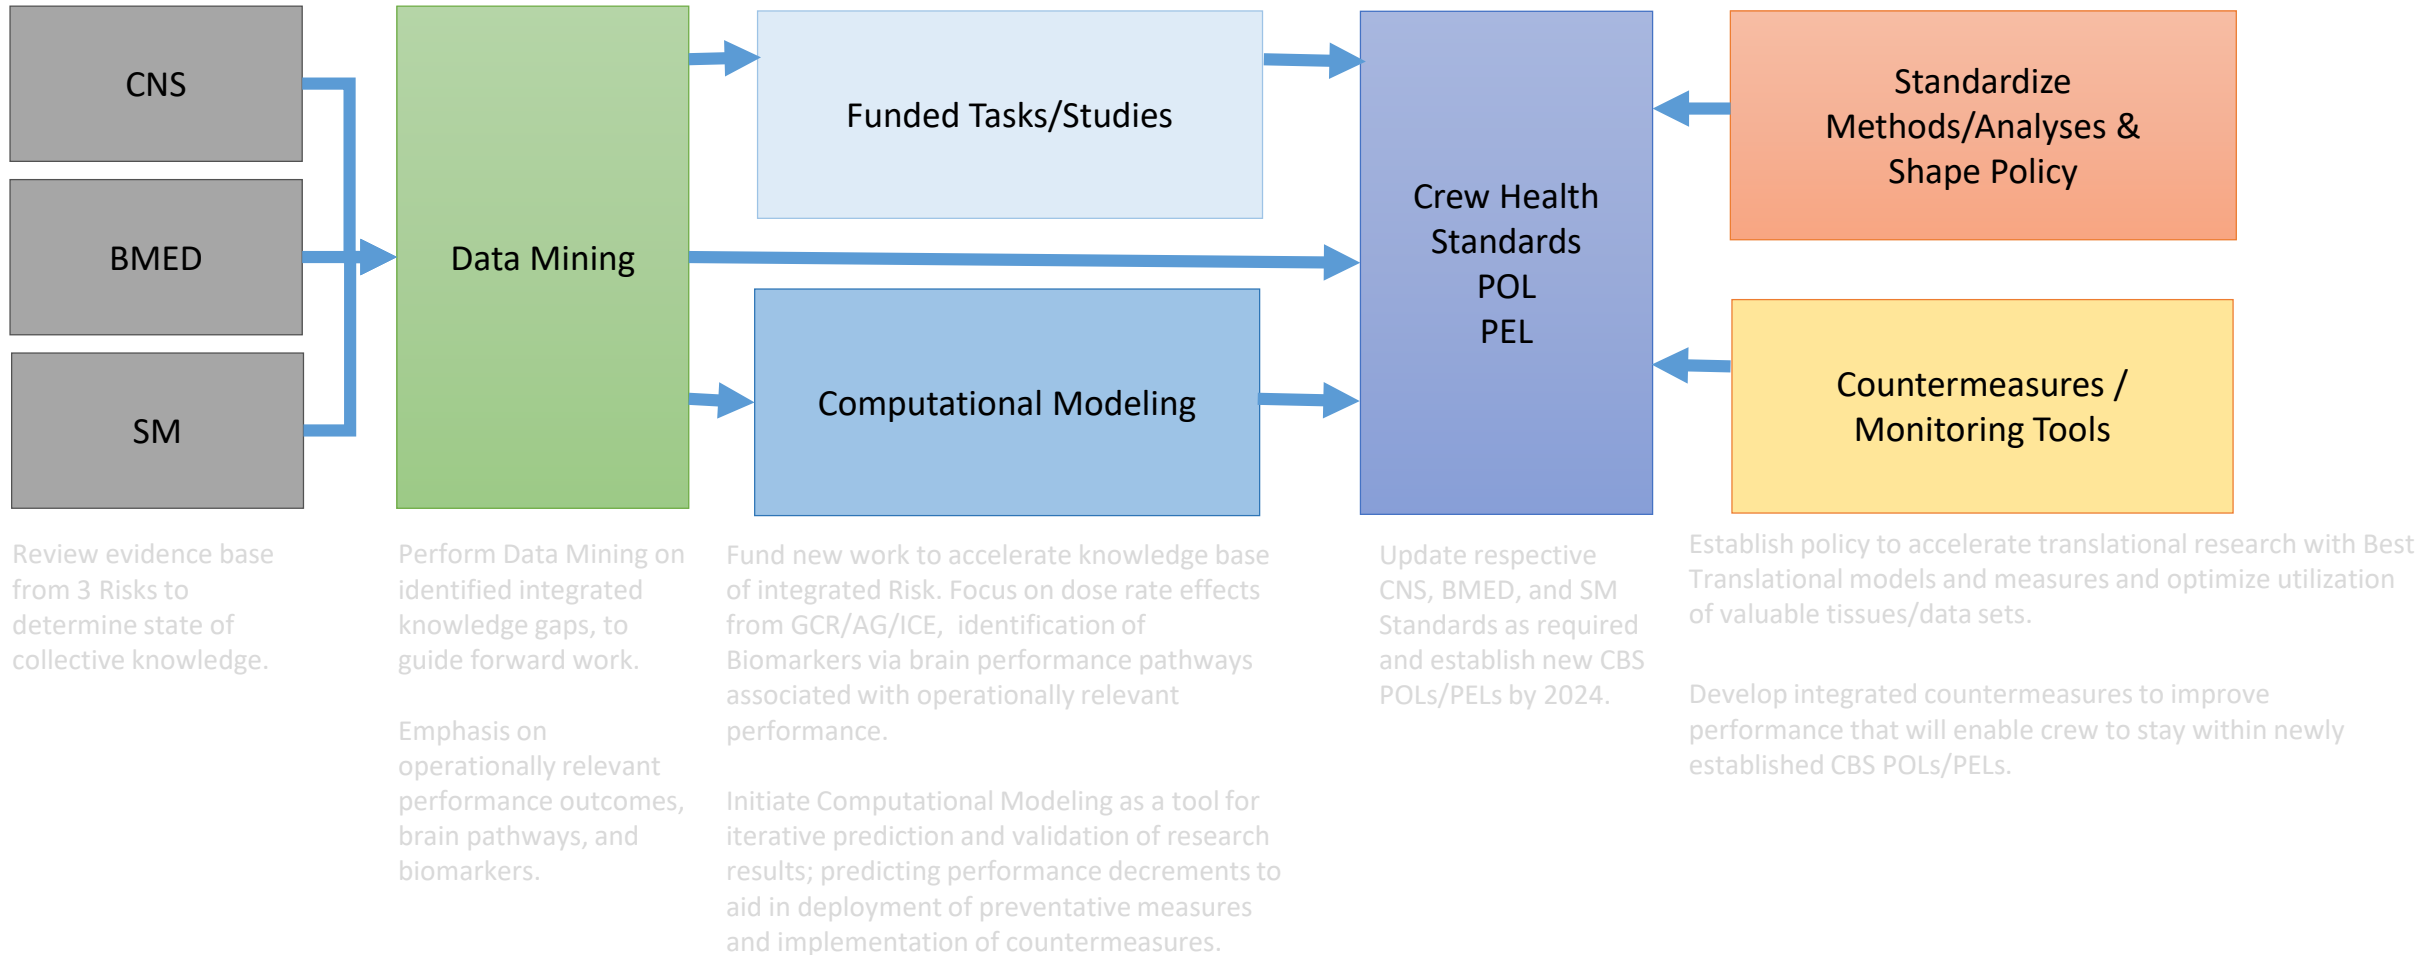 CNS
BMED
SM
Data Mining
Funded Tasks/Studies
Computational Modeling
Crew Health
Standards
POL
PEL
Standardize
Methods/Analyses &
Shape Policy
Countermeasures /
Monitoring Tools
Review evidence base
from 3 Risks to
determine state of
collective knowledge.
Perform Data Mining on
identified integrated
knowledge gaps, to
guide forward work.
Emphasis on
operationally relevant
performance outcomes,
brain pathways, and
biomarkers.
Fund new work to accelerate knowledge base
of integrated Risk. Focus on dose rate effects
from GCR/AG/ICE, identification of
Biomarkers via brain performance pathways
associated with operationally relevant
performance.
Initiate Computational Modeling as a tool for
iterative prediction and validation of research
results; predicting performance decrements to
aid in deployment of preventative measures
and implementation of countermeasures.
Update respective
CNS, BMED, and SM
Standards as required
and establish new CBS
POLs/PELs by 2024.
Establish policy to accelerate translational research with Best
Translational models and measures and optimize utilization
of valuable tissues/data sets.
Develop integrated countermeasures to improve
performance that will enable crew to stay within newly
established CBS POLs/PELs.